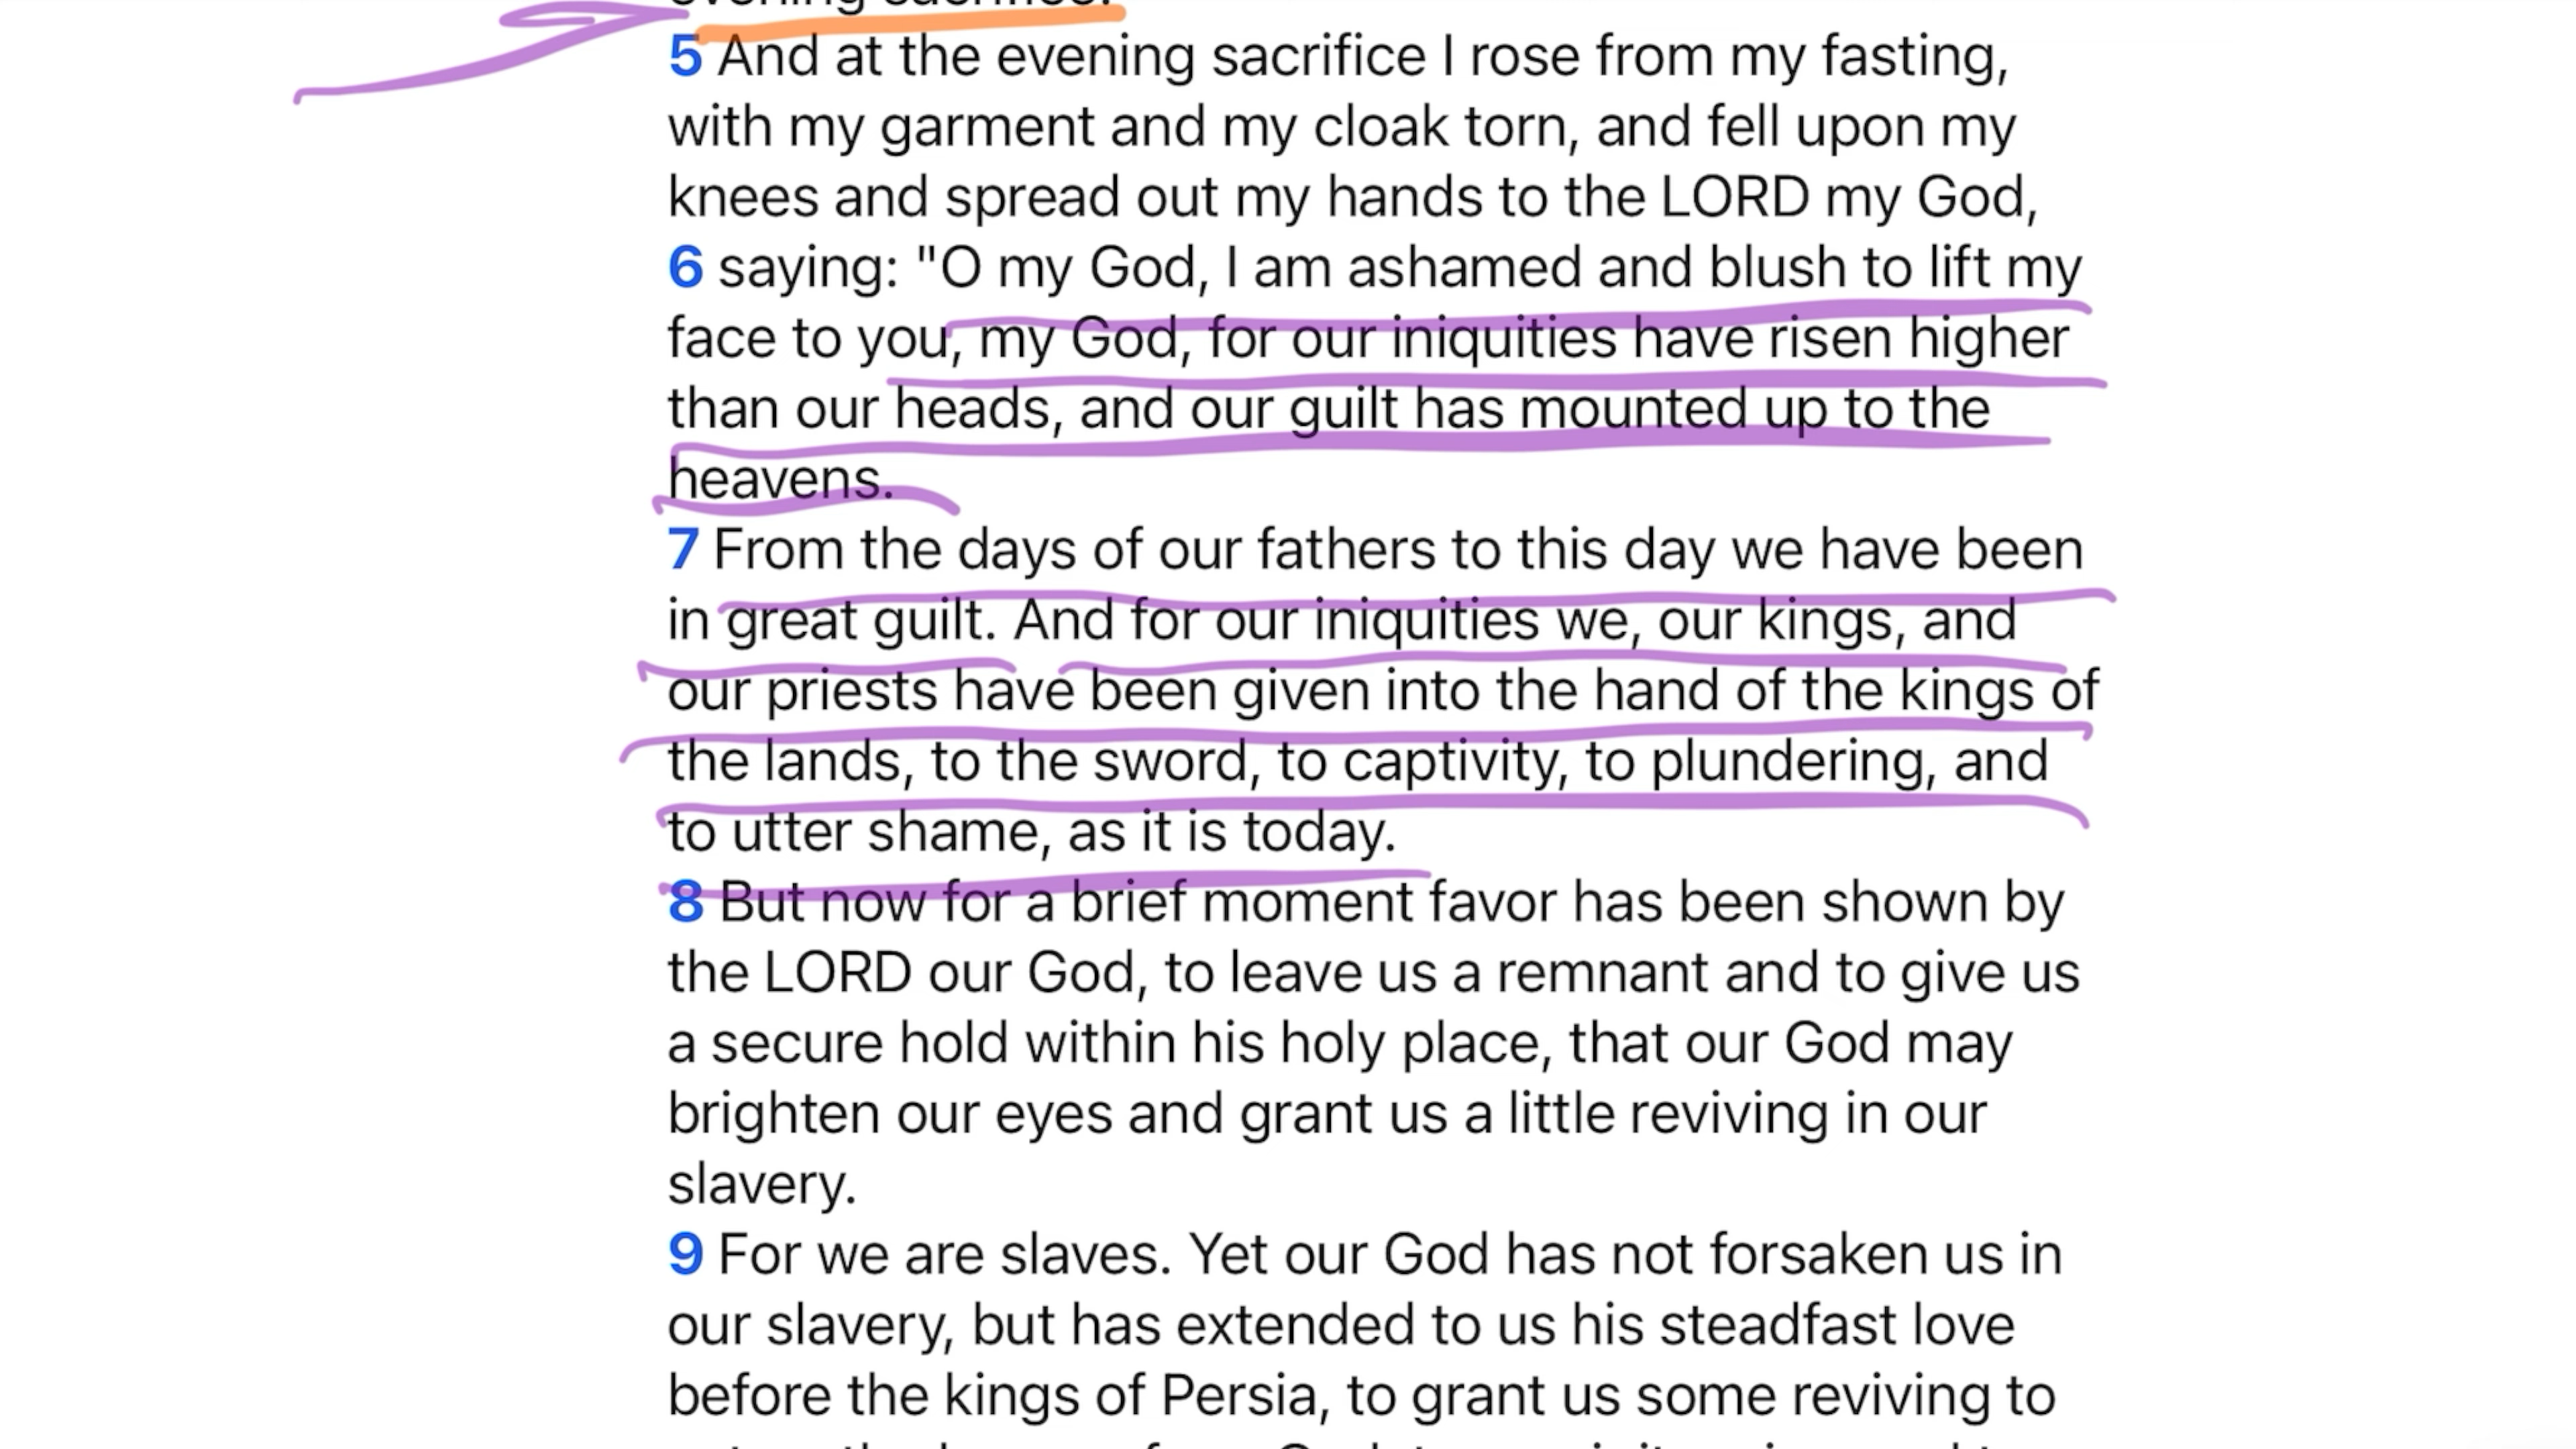 evening sacrifice.
5 And at the evening sacrifice I rose from my fasting,
with my garment and my cloak torn, and fell upon my
knees and spread out my hands to the LORD my God,
6 saying: "O my God, I am ashamed and blush to lift my
face to you, my God, for our iniquities have risen higher
than our heads, and our guilt has mounted up to the
heavens.
7 From the days of our fathers to this day we have been
in great guilt. And for our iniquities we, our kings, and
our priests have been given into the hand of the kings of
the lands, to the sword, to captivity, to plundering, and
to utter shame, as it is today.
8 But now for a brief moment favor has been shown by
the LORD our God, to leave us a remnant and to give us
a secure hold within his holy place, that our God may
brighten our eyes and grant us a little reviving in our
slavery.
9 For we are slaves. Yet our God has not forsaken us in
our slavery, but has extended to us his steadfast love
before the kings of Persia, to grant us some reviving to